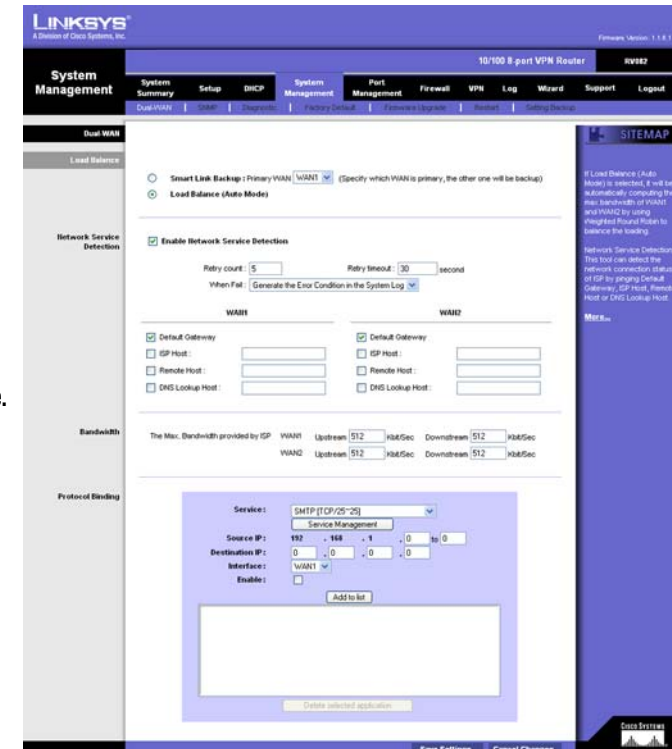 LINKSYS®
A Division of Cisco Systems, Inc.
Firmware Version: 1.1.6.1
10/100 8-port VPN Router RV082
System Management
System Summary Setup DHCP System Management Port Management Firewall VPN Log Wizard Support Logout
Dual-WAN | SNMP | Diagnostic | Factory Default | Firmware Upgrade | Restart | Setting Backup
Dual-WAN
SITEMAP
Load Balance
Smart Link Backup : Primary WAN WAN1 (Specify which WAN is primary, the other one will be backup)
Load Balance (Auto Mode)
If Load Balance (Auto
Mode) is selected, it will be
automatically computing the
max bandwidth of WAN1
and WAN2 by using
Weighted Round Robin to
balance the loading.
Network Service Detection
Enable Network Service Detection
Retry count : 5 Retry timeout : 30 second
When Fail : Generate the Error Condition in the System Log
Network Service Detection:
This tool can detect the
network connection status
of ISP by pinging Default
Gateway, ISP Host, Remote
Host or DNS Lookup Host.
More...
WAN1 WAN2
Default Gateway Default Gateway
ISP Host : ISP Host :
Remote Host : Remote Host :
DNS Lookup Host : DNS Lookup Host :
e.
Bandwidth
The Max. Bandwidth provided by ISP WAN1 Upstream 512 Kbit/Sec Downstream 512 Kbit/Sec
WAN2 Upstream 512 Kbit/Sec Downstream 512 Kbit/Sec
Protocol Binding
Service : SMTP [TCP/25~25]
Service Management
Source IP : 192 . 168 . 1 . 0 to 0
Destination IP : 0 . 0 . 0 . 0
Interface : WAN1
Enable :
Add to list
Delete selected application
Save Settings Cancel Changes
CISCO SYSTEMS